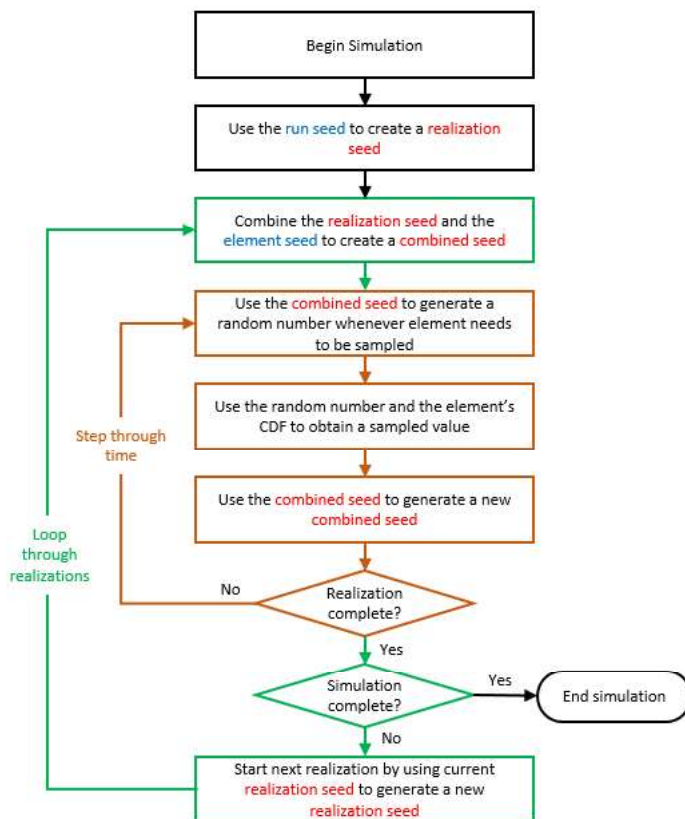 Begin Simulation
Use the run seed to create a realization
seed
Combine the realization seed and the
element seed to create a combined seed
Use the combined seed to generate a
random number whenever element needs
to be sampled
Use the random number and the element's
CDF to obtain a sampled value
Step through
time
Use the combined seed to generate a new
combined seed
Loop
through
realizations
No
Realization
complete?
Yes
Simulation
complete?
Yes
End simulation
No
Start next realization by using current
realization seed to generate a new
realization seed